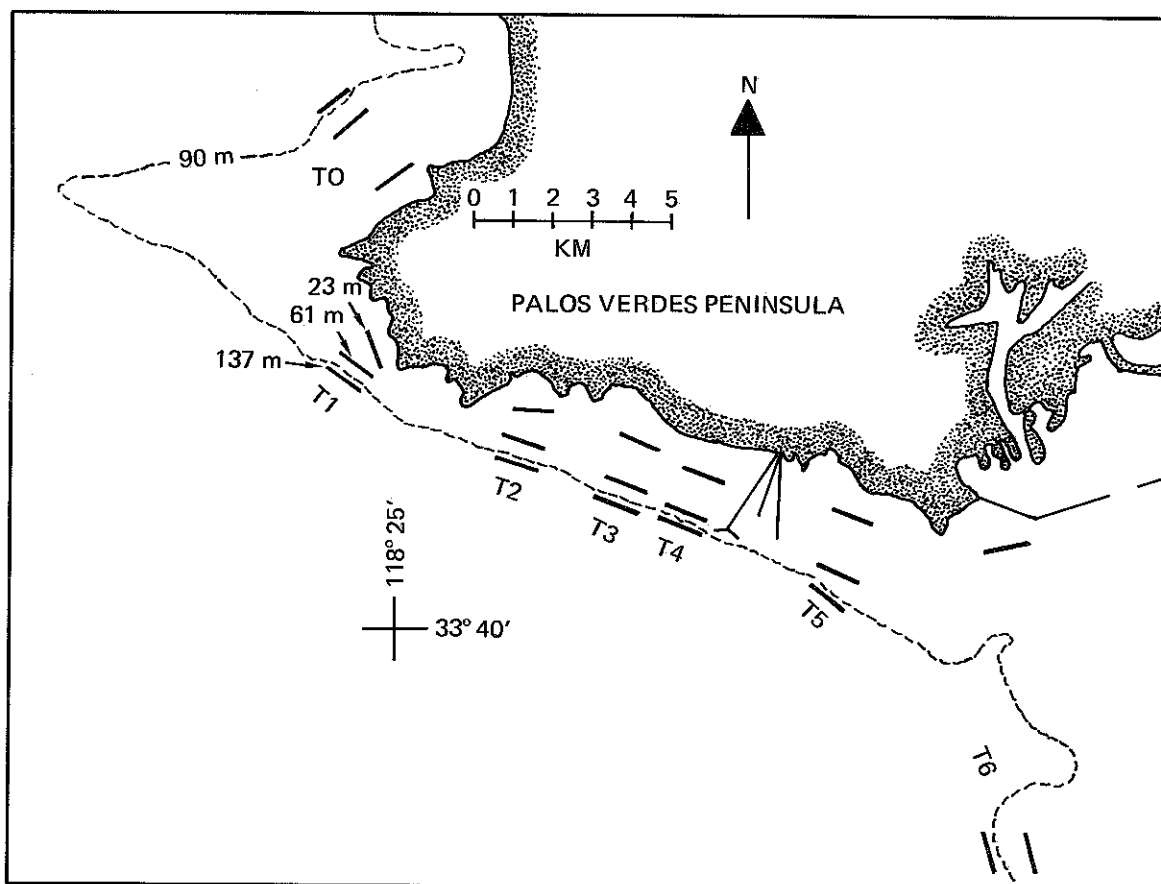 N
90 m
TO
0 1 2 3 4 5
KM
23 m
61 m
PALOS VERDES PENINSULA
137 m
T1
T2
T3
T4
118° 25'
T5
33° 40'
T6